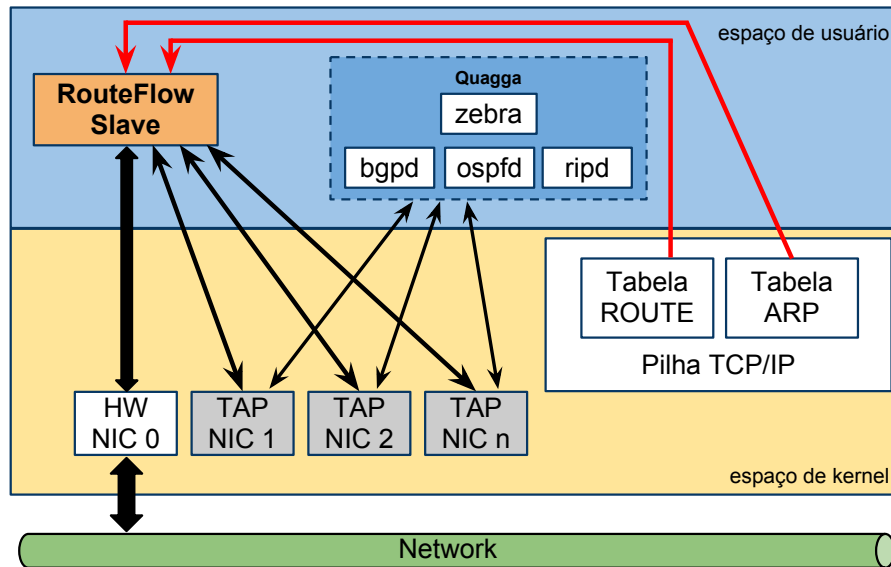 espaço de usuário
RouteFlow
Slave
Quagga
zebra
bgpd
ospfd
ripd
Tabela
ROUTE
Tabela
ARP
Pilha TCP/IP
HW
NIC 0
TAP
NIC 1
TAP
NIC 2
TAP
NIC n
espaço de kernel
Network